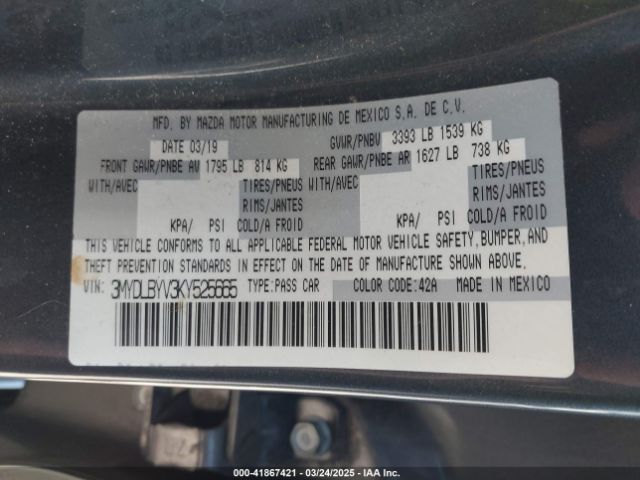 MFD. BY MAZDA MOTOR MANUFACTURING DE MEXICO S.A. DE C.V.
DATE 03/19 GVWR/PNBV 3393 LB 1539 KG
FRONT GAWR/PNBE AV 1795 LB 814 KG REAR GAWR/PNBE AR 1627 LB 738 KG
WITH/AVEC TIRES/PNEUS WITH/AVEC TIRES/PNEUS
RIMS/JANTES RIMS/JANTES
KPA/ PSI COLD/A FROID KPA/ PSI COLD/A FROID
THIS VEHICLE CONFORMS TO ALL APPLICABLE FEDERAL MOTOR VEHICLE SAFETY, BUMPER, AND
THEFT PREVENTION STANDARDS IN EFFECT ON THE DATE OF MANUFACTURE SHOWN ABOVE.
VIN: 3MYDLBYV3KY525665 TYPE:PASS CAR COLOR CODE:42A MADE IN MEXICO
000-41867421 | 03/24/2025 | IAA Inc.